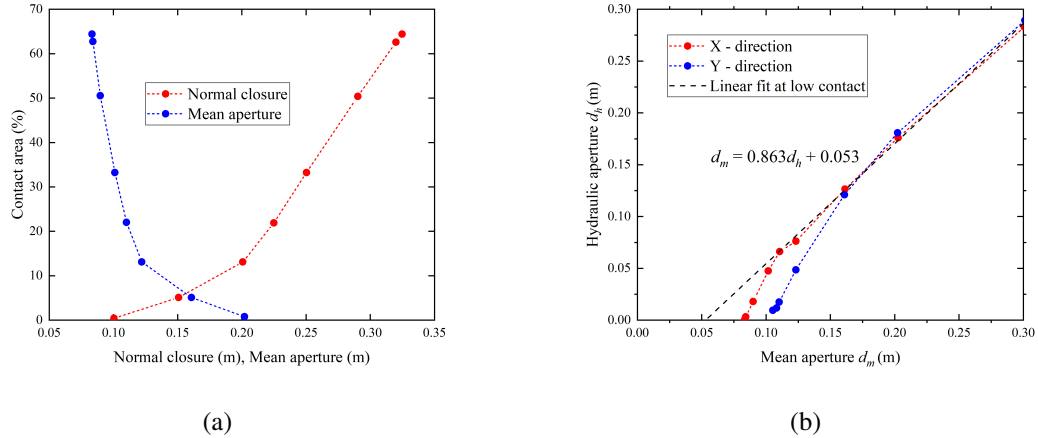 70
60
50
40
30
20
10
0
Contact area (%)
Normal closure
Mean aperture
0.05 0.10 0.15 0.20 0.25 0.30 0.35
Normal closure (m), Mean aperture (m)
(a)
0.30
0.25
0.20
0.15
0.10
0.05
0.00
Hydraulic aperture d_h (m)
X - direction
Y - direction
Linear fit at low contact
d_m = 0.863d_h + 0.053
0.00 0.05 0.10 0.15 0.20 0.25 0.30
Mean aperture d_m (m)
(b)